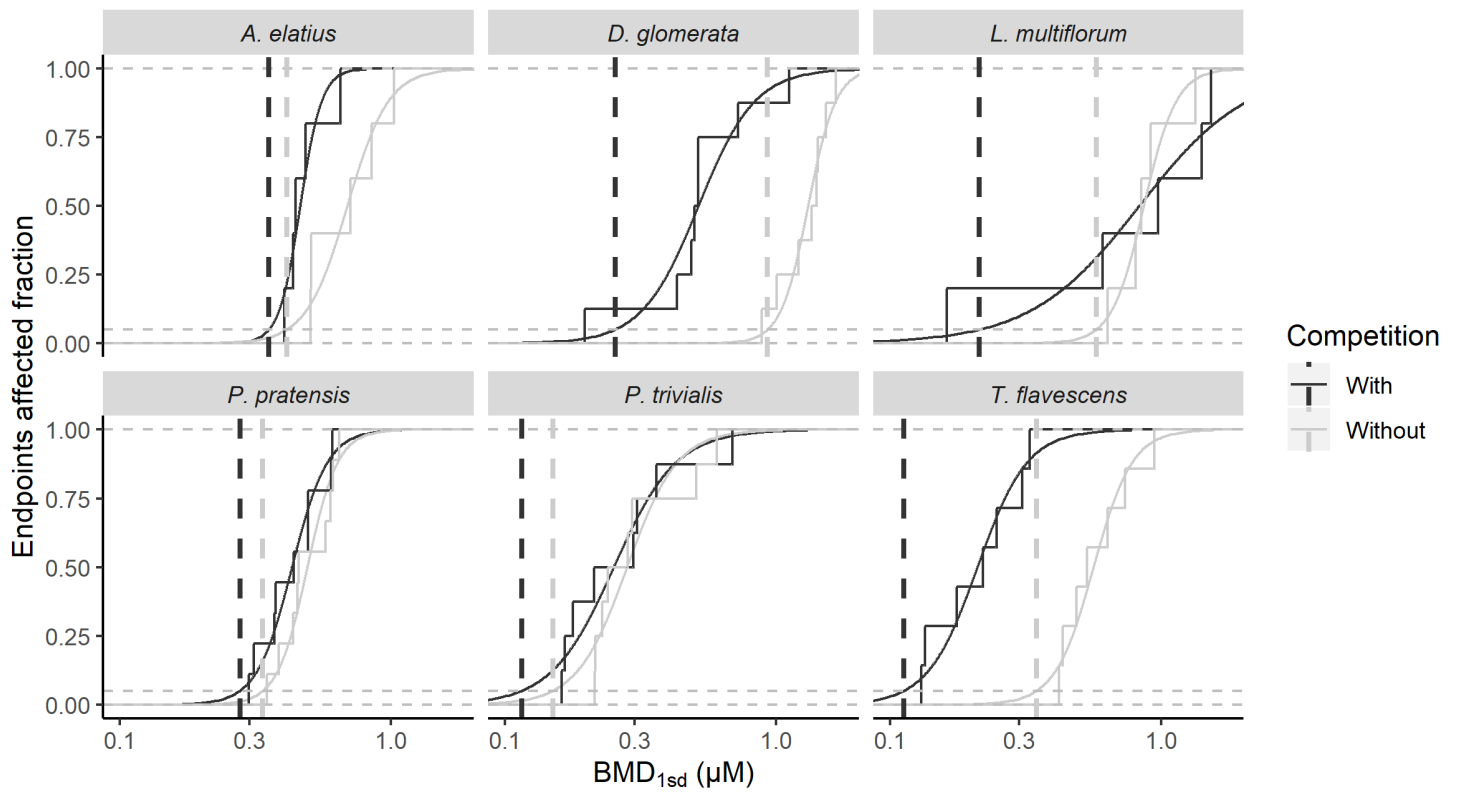 A. elatius
D. glomerata
L. multiflorum
1.00
0.75
0.50
0.25
0.00
P. pratensis
P. trivialis
T. flavescens
1.00
0.75
0.50
0.25
0.00
0.1
0.3
1.0
0.1
0.3
1.0
0.1
0.3
1.0
Endpoints affected fraction
BMD1sd (µM)
Competition
With
Without